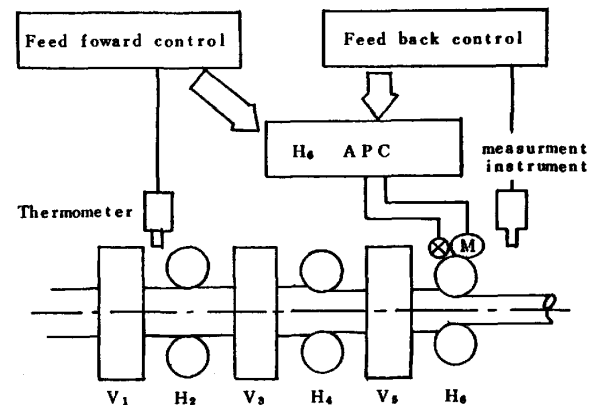 Feed foward control
Feed back control
H₆ APC
measurment
instrument
Thermometer
M
V₁ H₂ V₃ H₄ V₅ H₆